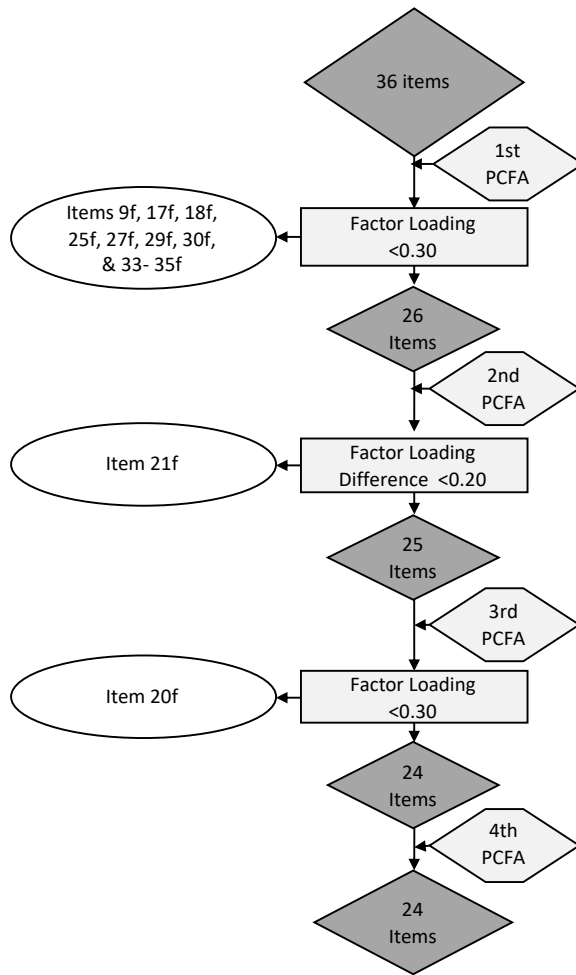 36 items
1st
PCFA
Items 9f, 17f, 18f,
25f, 27f, 29f, 30f,
& 33- 35f
Factor Loading
<0.30
26
Items
2nd
PCFA
Item 21f
Factor Loading
Difference <0.20
25
Items
3rd
PCFA
Item 20f
Factor Loading
<0.30
24
Items
4th
PCFA
24
Items